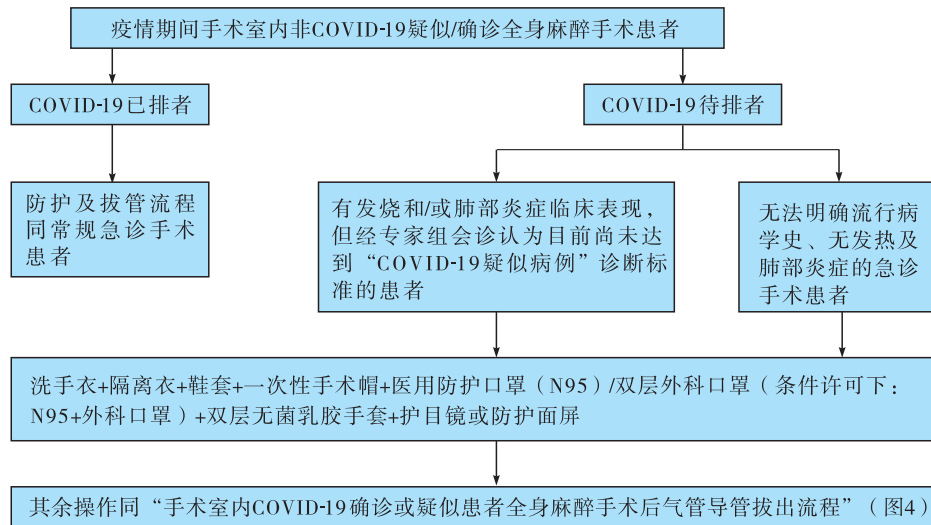 疫情期间手术室内非COVID-19疑似/确诊全身麻醉手术患者
COVID-19已排者
COVID-19待排者
防护及拔管流程
同常规急诊手术
患者
有发烧和/或肺部炎症临床表现，
但经专家组会诊认为目前尚未达
到“COVID-19疑似病例”诊断标
准的患者
无法明确流行病
学史、无发热及
肺部炎症的急诊
手术患者
洗手衣+隔离衣+鞋套+一次性手术帽+医用防护口罩（N95）/双层外科口罩（条件许可下：
N95+外科口罩）+双层无菌乳胶手套+护目镜或防护面屏
其余操作同“手术室内COVID-19确诊或疑似患者全身麻醉手术后气管导管拔出流程”（图4）